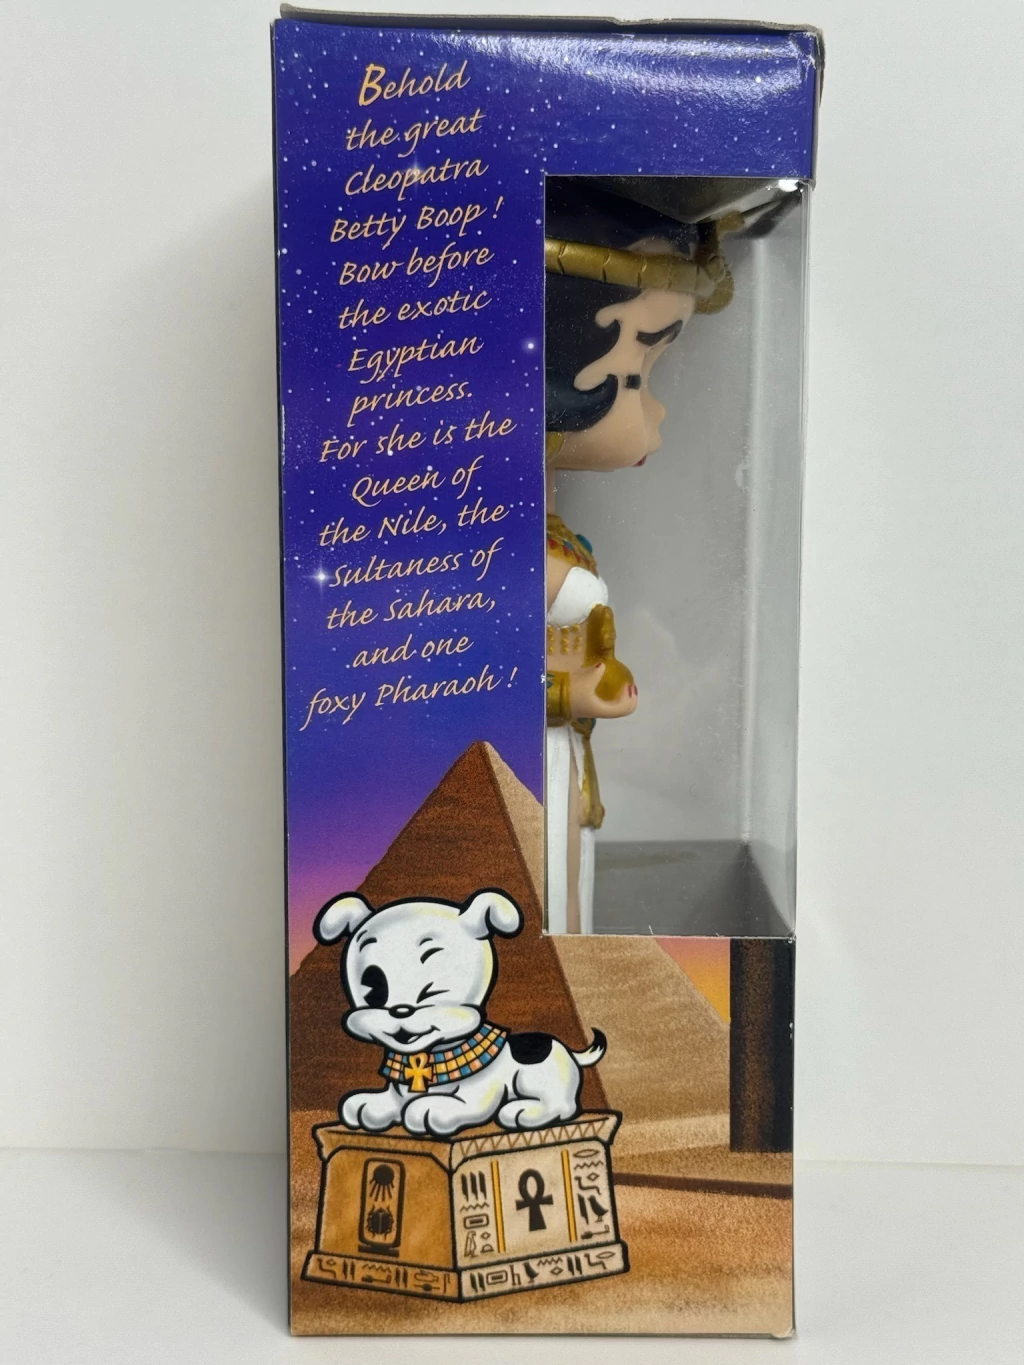 Behold
the great
Cleopatra
Betty Boop !
Bow before
the exotic
Egyptian
princess.
For she is the
Queen of
the Nile, the
Sultaness of
the Sahara,
and one
foxy Pharaoh !